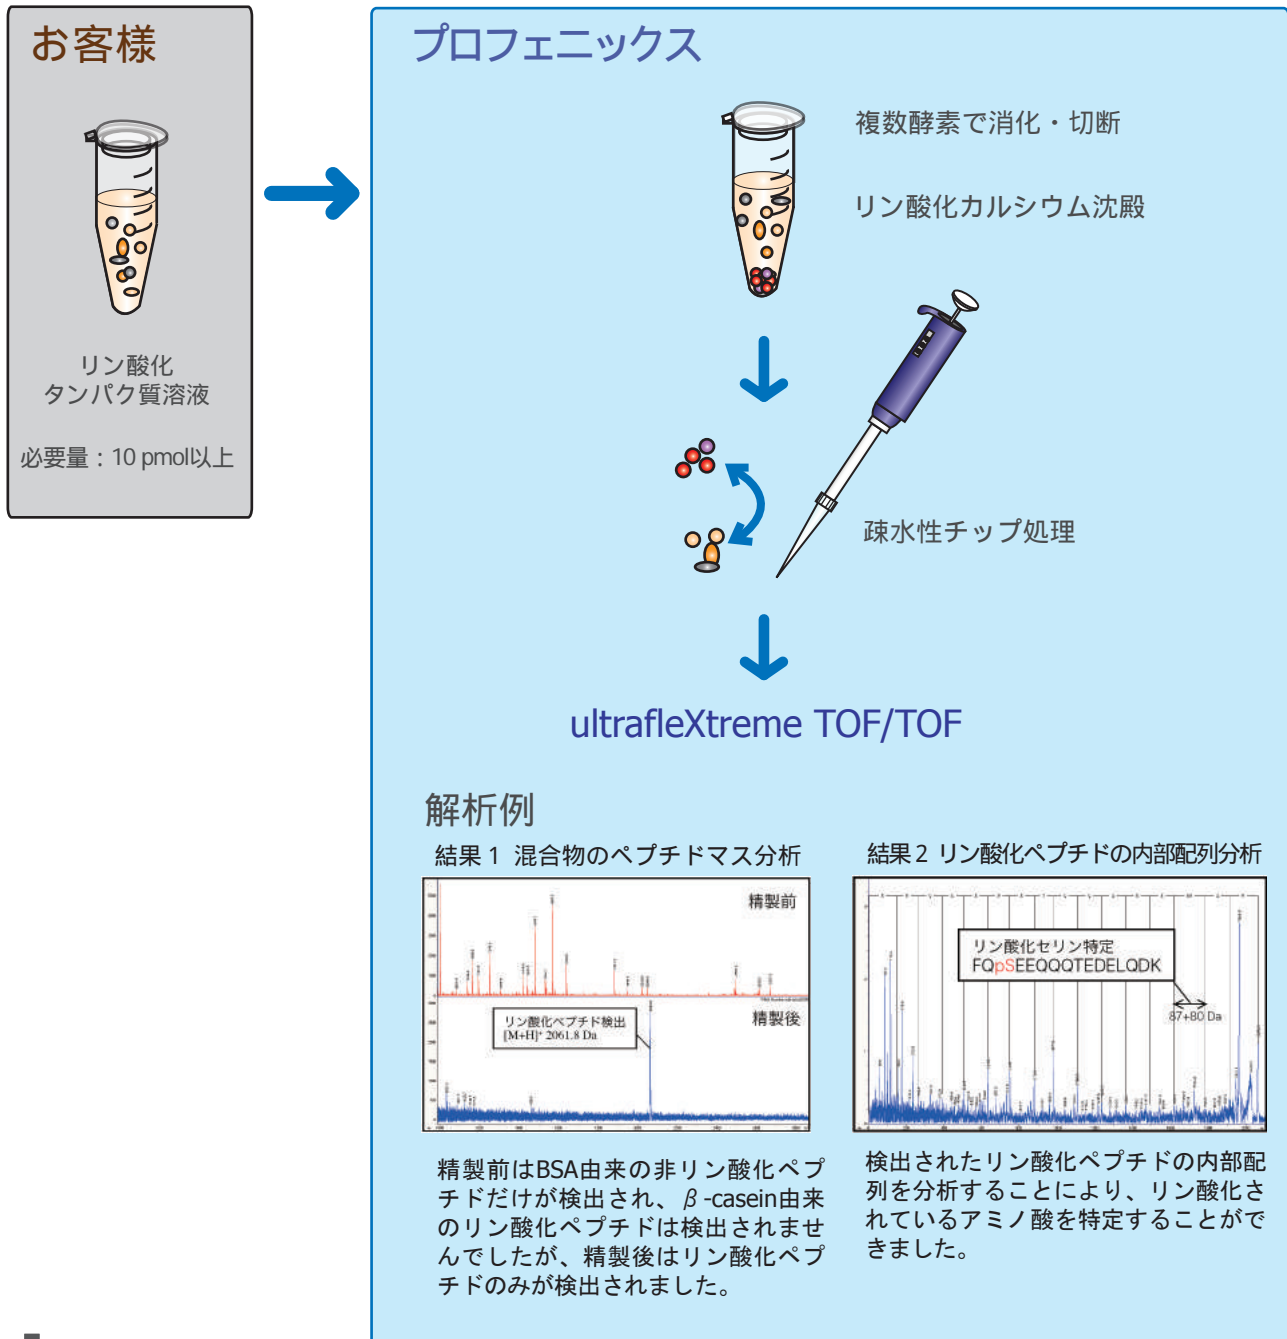 お客様
リン酸化
タンパク質溶液
必要量：10 pmol以上
プロフェニックス
複数酵素で消化・切断
リン酸化カルシウム沈殿
疎水性チップ処理
ultrafleXtreme TOF/TOF
解析例
結果 1 混合物のペプチドマス分析
精製前
精製後
リン酸化ペプチド検出
[M+H]⁺ 2061.8 Da
精製前はBSA由来の非リン酸化ペプ
チドだけが検出され、β-casein由来
のリン酸化ペプチドは検出されませ
んでしたが、精製後はリン酸化ペプ
チドのみが検出されました。
結果 2 リン酸化ペプチドの内部配列分析
リン酸化セリン特定
FQpSEEQQQTEDELQDK
87+80 Da
検出されたリン酸化ペプチドの内部配
列を分析することにより、リン酸化さ
れているアミノ酸を特定することがで
きました。